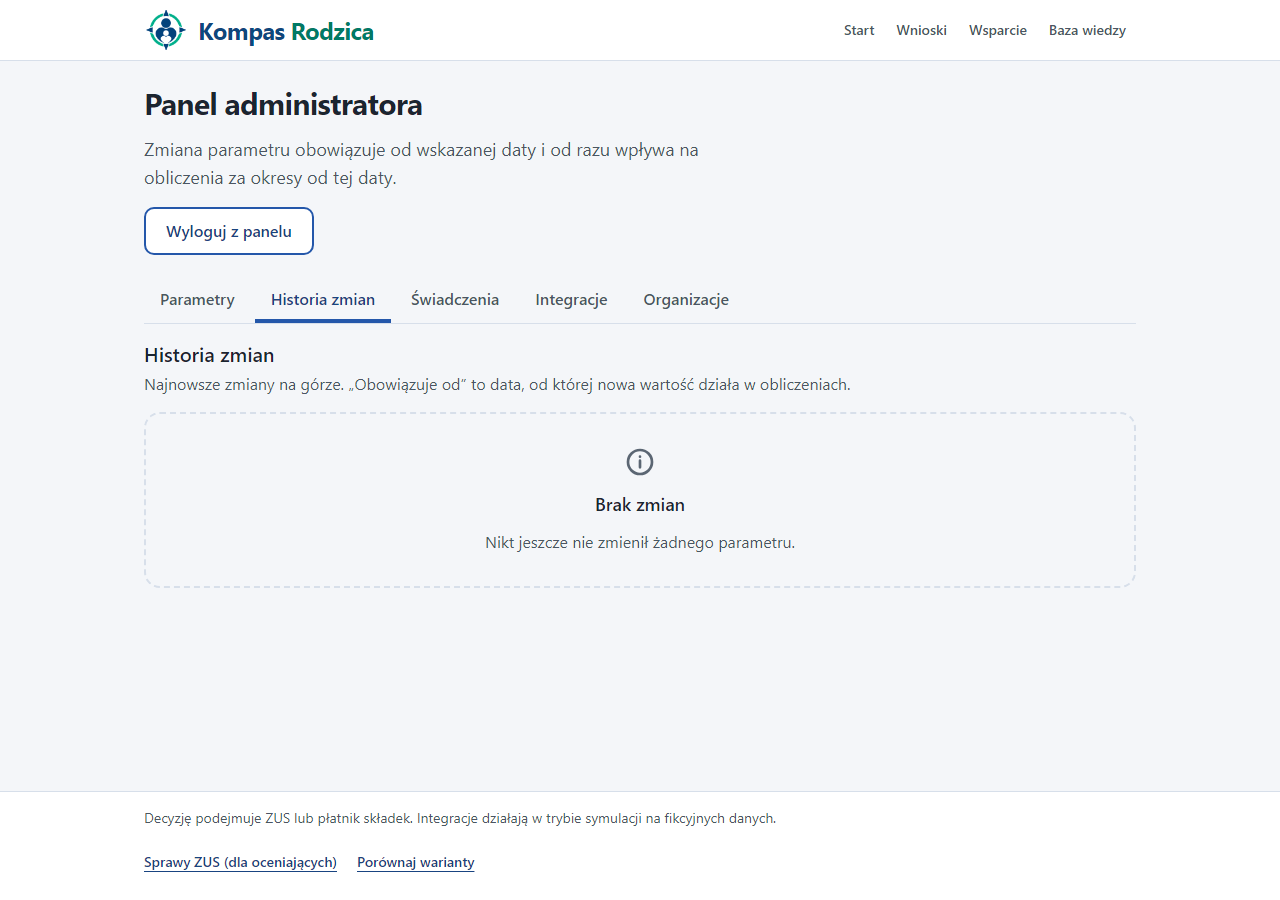 Kompas Rodzica
Start
Wnioski
Wsparcie
Baza wiedzy
Panel administratora
Zmiana parametru obowiązuje od wskazanej daty i od razu wpływa na
obliczenia za okresy od tej daty.
Wyloguj z panelu
Parametry
Historia zmian
Świadczenia
Integracje
Organizacje
Historia zmian
Najnowsze zmiany na górze. „Obowiązuje od” to data, od której nowa wartość działa w obliczeniach.
Brak zmian
Nikt jeszcze nie zmienił żadnego parametru.
Decyzję podejmuje ZUS lub płatnik składek. Integracje działają w trybie symulacji na fikcyjnych danych.
Sprawy ZUS (dla oceniających)
Porównaj warianty